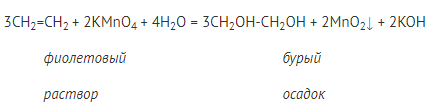 3CH₂=CH₂ + 2KMnO₄ + 4H₂O = 3CH₂OH-CH₂OH + 2MnO₂↓ + 2KOH
фиолетовый бурый
раствор осадок